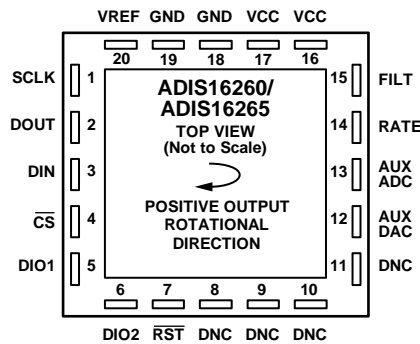 VREF GND GND VCC VCC
20 19 18 17 16
SCLK 1
DOUT 2
DIN 3
CS 4
DIO1 5
ADIS16260/
ADIS16265
TOP VIEW
(Not to Scale)
POSITIVE OUTPUT
ROTATIONAL
DIRECTION
15 FILT
14 RATE
13 AUX
ADC
12 AUX
DAC
11 DNC
6 7 8 9 10
DIO2 RST DNC DNC DNC